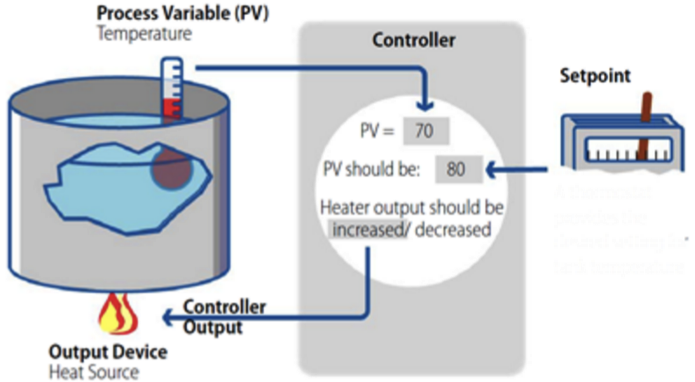 Process Variable (PV)
Temperature
Controller
Setpoint
PV = 70
PV should be: 80
Heater output should be
increased/ decreased
Controller
Output
Output Device
Heat Source